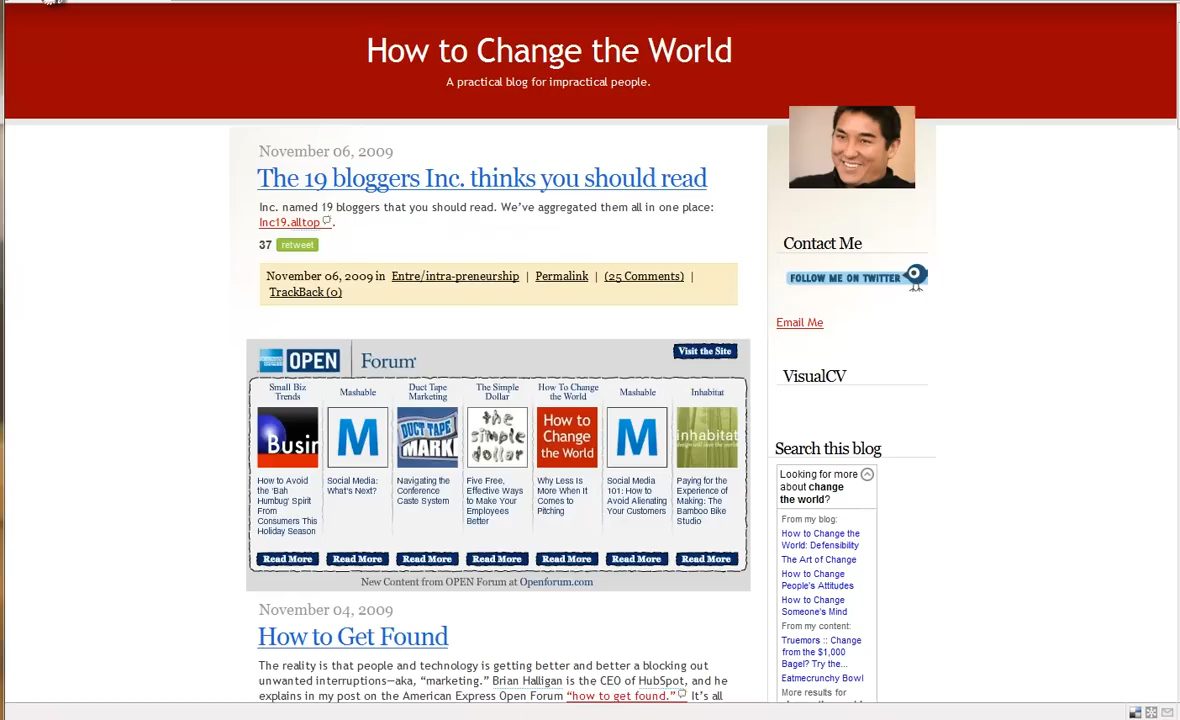 How to Change the World
A practical blog for impractical people.
November 06, 2009
The 19 bloggers Inc. thinks you should read
Inc. named 19 bloggers that you should read. We’ve aggregated them all in one place:
Inc19.alltop .
37 retweet
November 06, 2009 in Entre/intra-preneurship | Permalink | (25 Comments) |
TrackBack (0)
OPEN Forum
Visit the Site
Small Biz
Trends
Busin
How to Avoid
the 'Bah
Humbug' Spirit
From
Consumers This
Holiday Season
Read More
Mashable
M
Social Media:
What's Next?
Read More
Duct Tape
Marketing
DUCT TAPE
MARK
Navigating the
Conference
Caste System
Read More
The Simple
Dollar
the
simple
dollar
Five Free,
Effective Ways
to Make Your
Employees
Better
Read More
How To Change
the World
How to
Change
the World
Why Less Is
More When It
Comes to
Pitching
Read More
Mashable
M
Social Media
101: How to
Avoid Alienating
Your Customers
Read More
Inhabitat
inhabitat
Paying for the
Experience of
Making: The
Bamboo Bike
Studio
Read More
New Content from OPEN Forum at Openforum.com
November 04, 2009
How to Get Found
The reality is that people and technology is getting better and better a blocking out
unwanted interruptions—aka, “marketing.” Brian Halligan is the CEO of HubSpot, and he
explains in my post on the American Express Open Forum “how to get found.” It’s all
Contact Me
FOLLOW ME ON TWITTER
Email Me
VisualCV
Search this blog
Looking for more
about change
the world?
From my blog:
How to Change the
World: Defensibility
The Art of Change
How to Change
People's Attitudes
How to Change
Someone's Mind
From my content:
Truemors :: Change
from the $1,000
Bagel? Try the...
Eatmecrunchy Bowl
More results for